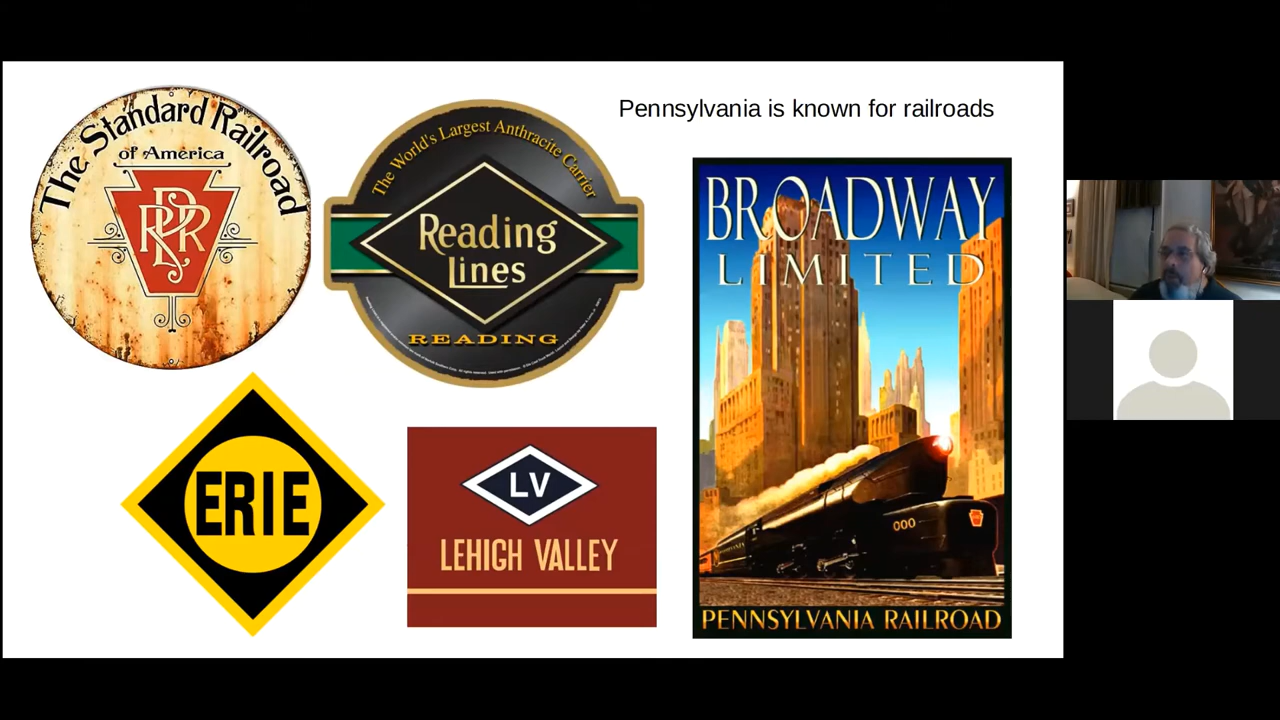 Pennsylvania is known for railroads
The Standard Railroad
of America
PRR
The World's Largest Anthracite Carrier
Reading
Lines
READING
BROADWAY
LIMITED
000
PENNSYLVANIA RAILROAD
ERIE
LV
LEHIGH VALLEY